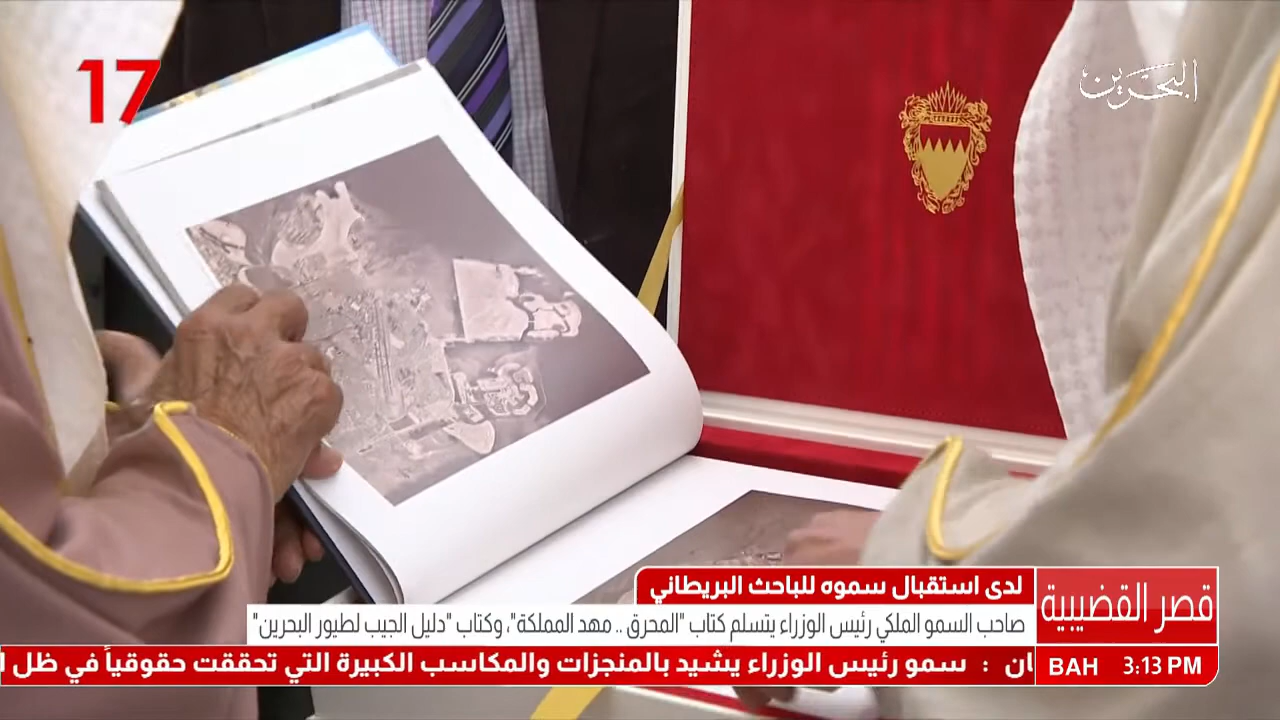 17
البحرين
لدى استقبال سموه للباحث البريطاني
قصر القضيبية
صاحب السمو الملكي رئيس الوزراء يتسلم كتاب "المحرق .. مهد المملكة"، وكتاب "دليل الجيب لطيور البحرين"
ـان : سمو رئيس الوزراء يشيد بالمنجزات والمكاسب الكبيرة التي تحققت حقوقياً في ظل ا
BAH 3:13 PM